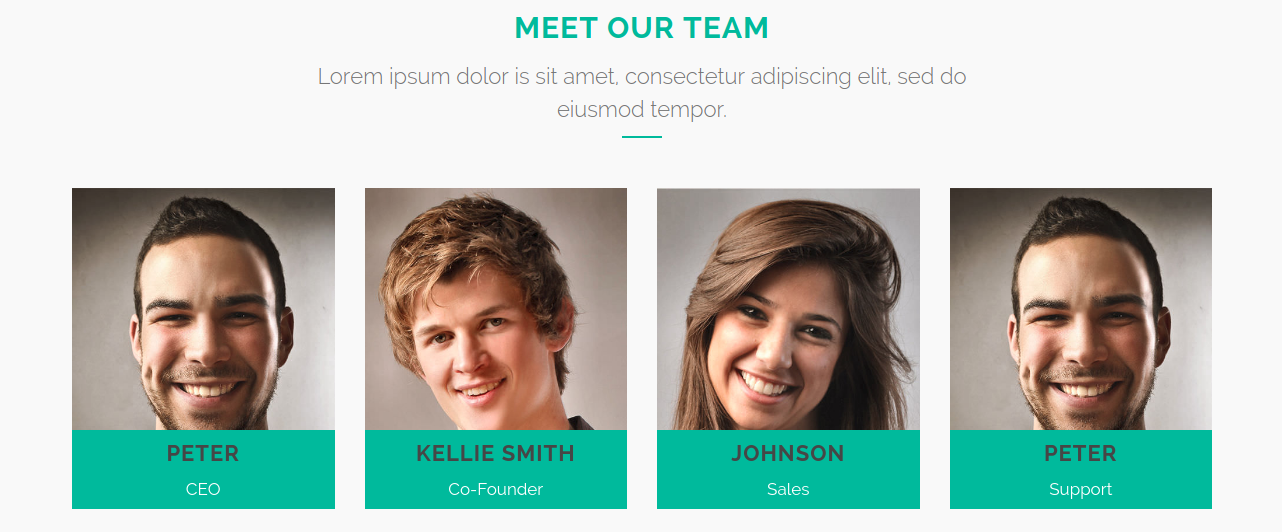 MEET OUR TEAM
Lorem ipsum dolor is sit amet, consectetur adipiscing elit, sed do
eiusmod tempor.
PETER
CEO
KELLIE SMITH
Co-Founder
JOHNSON
Sales
PETER
Support